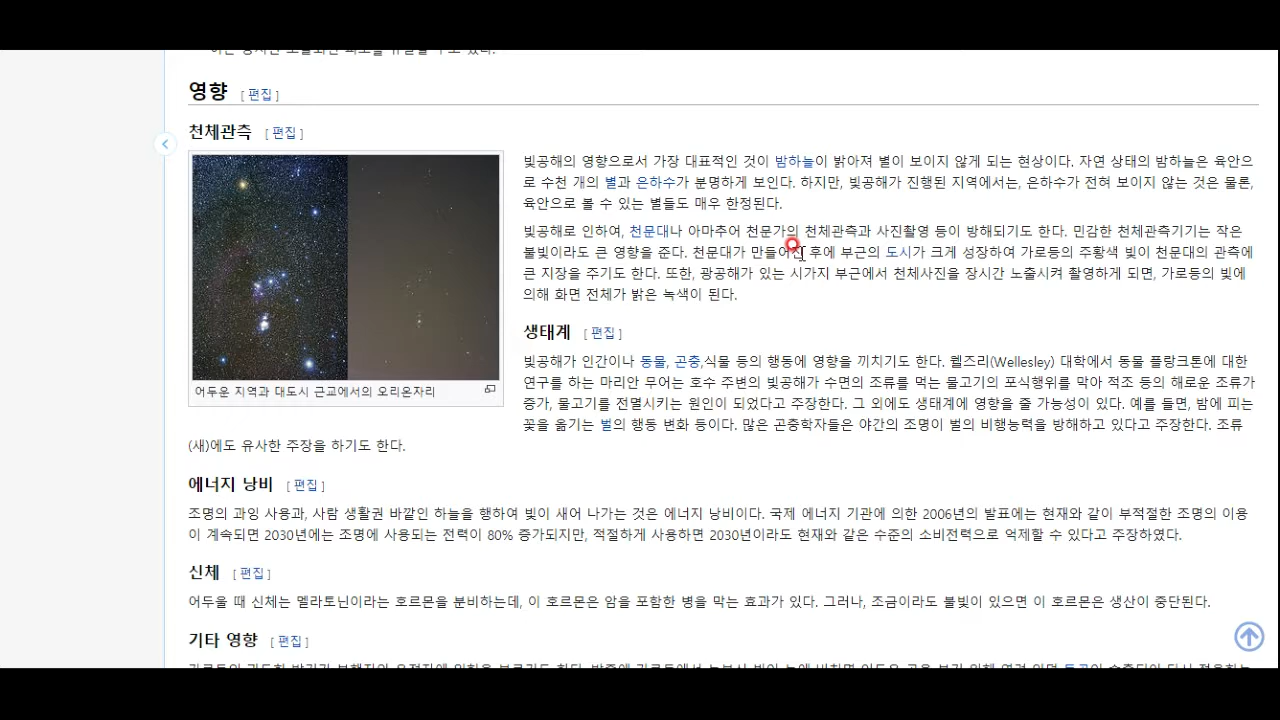 영향 [ 편집 ]
천체관측 [ 편집 ]
어두운 지역과 대도시 근교에서의 오리온자리
빛공해의 영향으로서 가장 대표적인 것이 밤하늘이 밝아져 별이 보이지 않게 되는 현상이다. 자연 상태의 밤하늘은 육안으
로 수천 개의 별과 은하수가 분명하게 보인다. 하지만, 빛공해가 진행된 지역에서는, 은하수가 전혀 보이지 않는 것은 물론,
육안으로 볼 수 있는 별들도 매우 한정된다.
빛공해로 인하여, 천문대나 아마추어 천문가의 천체관측과 사진촬영 등이 방해되기도 한다. 민감한 천체관측기기는 작은
불빛이라도 큰 영향을 준다. 천문대가 만들어진 후에 부근의 도시가 크게 성장하여 가로등의 주황색 빛이 천문대의 관측에
큰 지장을 주기도 한다. 또한, 광공해가 있는 시가지 부근에서 천체사진을 장시간 노출시켜 촬영하게 되면, 가로등의 빛에
의해 화면 전체가 밝은 녹색이 된다.
생태계 [ 편집 ]
빛공해가 인간이나 동물, 곤충,식물 등의 행동에 영향을 끼치기도 한다. 웰즈리(Wellesley) 대학에서 동물 플랑크톤에 대한
연구를 하는 마리안 무어는 호수 주변의 빛공해가 수면의 조류를 먹는 물고기의 포식행위를 막아 적조 등의 해로운 조류가
증가, 물고기를 전멸시키는 원인이 되었다고 주장한다. 그 외에도 생태계에 영향을 줄 가능성이 있다. 예를 들면, 밤에 피는
꽃을 옮기는 벌의 행동 변화 등이다. 많은 곤충학자들은 야간의 조명이 벌의 비행능력을 방해하고 있다고 주장한다. 조류
(새)에도 유사한 주장을 하기도 한다.
에너지 낭비 [ 편집 ]
조명의 과잉 사용과, 사람 생활권 바깥인 하늘을 행하여 빛이 새어 나가는 것은 에너지 낭비이다. 국제 에너지 기관에 의한 2006년의 발표에는 현재와 같이 부적절한 조명의 이용
이 계속되면 2030년에는 조명에 사용되는 전력이 80% 증가되지만, 적절하게 사용하면 2030년이라도 현재와 같은 수준의 소비전력으로 억제할 수 있다고 주장하였다.
신체 [ 편집 ]
어두울 때 신체는 멜라토닌이라는 호르몬을 분비하는데, 이 호르몬은 암을 포함한 병을 막는 효과가 있다. 그러나, 조금이라도 불빛이 있으면 이 호르몬은 생산이 중단된다.
기타 영향 [ 편집 ]